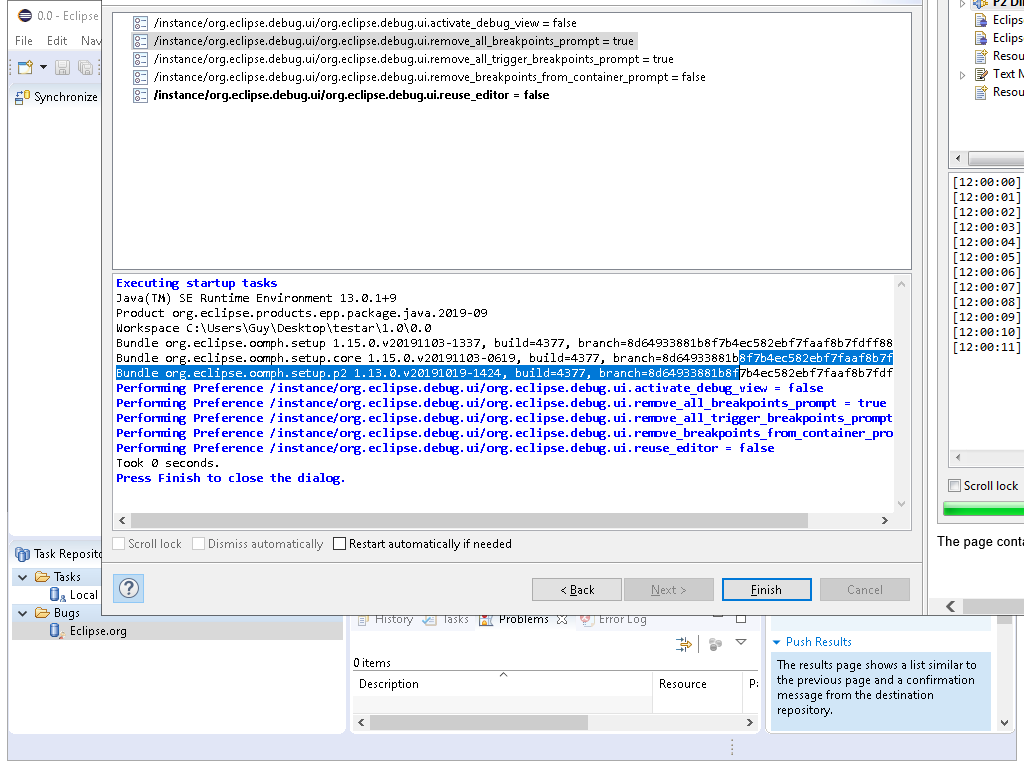 0.0 - Eclipse
File Edit Nav
Synchronize
/instance/org.eclipse.debug.ui/org.eclipse.debug.ui.activate_debug_view = false
/instance/org.eclipse.debug.ui/org.eclipse.debug.ui.remove_all_breakpoints_prompt = true
/instance/org.eclipse.debug.ui/org.eclipse.debug.ui.remove_all_trigger_breakpoints_prompt = true
/instance/org.eclipse.debug.ui/org.eclipse.debug.ui.remove_breakpoints_from_container_prompt = false
/instance/org.eclipse.debug.ui/org.eclipse.debug.ui.reuse_editor = false
Executing startup tasks
Java(TM) SE Runtime Environment 13.0.1+9
Product org.eclipse.products.epp.package.java.2019-09
Workspace C:\Users\Guy\Desktop\testar\1.0\0.0
Bundle org.eclipse.oomph.setup 1.15.0.v20191103-1337, build=4377, branch=8d64933881b8f7b4ec582ebf7faaf8b7fdff88
Bundle org.eclipse.oomph.setup.core 1.15.0.v20191103-0619, build=4377, branch=8d64933881b8f7b4ec582ebf7faaf8b7f
Bundle org.eclipse.oomph.setup.p2 1.13.0.v20191019-1424, build=4377, branch=8d64933881b8f7b4ec582ebf7faaf8b7fdf
Performing Preference /instance/org.eclipse.debug.ui/org.eclipse.debug.ui.activate_debug_view = false
Performing Preference /instance/org.eclipse.debug.ui/org.eclipse.debug.ui.remove_all_breakpoints_prompt = true
Performing Preference /instance/org.eclipse.debug.ui/org.eclipse.debug.ui.remove_all_trigger_breakpoints_prompt
Performing Preference /instance/org.eclipse.debug.ui/org.eclipse.debug.ui.remove_breakpoints_from_container_pro
Performing Preference /instance/org.eclipse.debug.ui/org.eclipse.debug.ui.reuse_editor = false
Took 0 seconds.
Press Finish to close the dialog.
Scroll lock Dismiss automatically Restart automatically if needed
< Back Next > Finish Cancel
P2 Di
Eclips
Eclips
Resou
Text M
Resou
[12:00:00]
[12:00:01]
[12:00:02]
[12:00:03]
[12:00:04]
[12:00:05]
[12:00:06]
[12:00:07]
[12:00:08]
[12:00:09]
[12:00:10]
[12:00:11]
Scroll lock
The page conta
Task Reposito
Tasks
Local
Bugs
Eclipse.org
History Tasks Problems Error Log
0 items
Description Resource Pa
Push Results
The results page shows a list similar to
the previous page and a confirmation
message from the destination
repository.